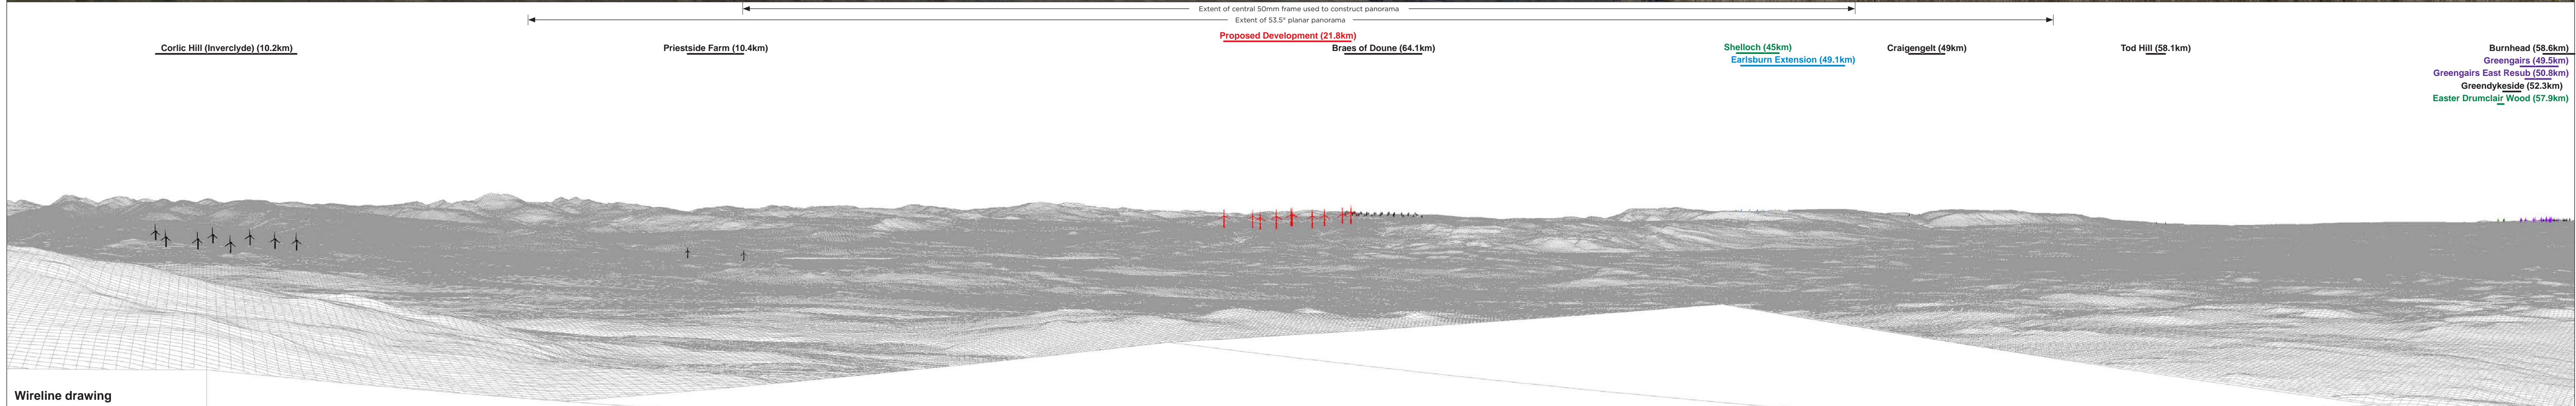 Extent of central 50mm frame used to construct panorama
Extent of 53.5° planar panorama
Proposed Development (21.8km)
Corlic Hill (Inverclyde) (10.2km)
Priestside Farm (10.4km)
Braes of Doune (64.1km)
Shelloch (45km)
Craigengelt (49km)
Tod Hill (58.1km)
Burnhead (58.6km)
Earlsburn Extension (49.1km)
Greengairs (49.5km)
Greengairs East Resub (50.8km)
Greendykeside (52.3km)
Easter Drumclair Wood (57.9km)
Wireline drawing